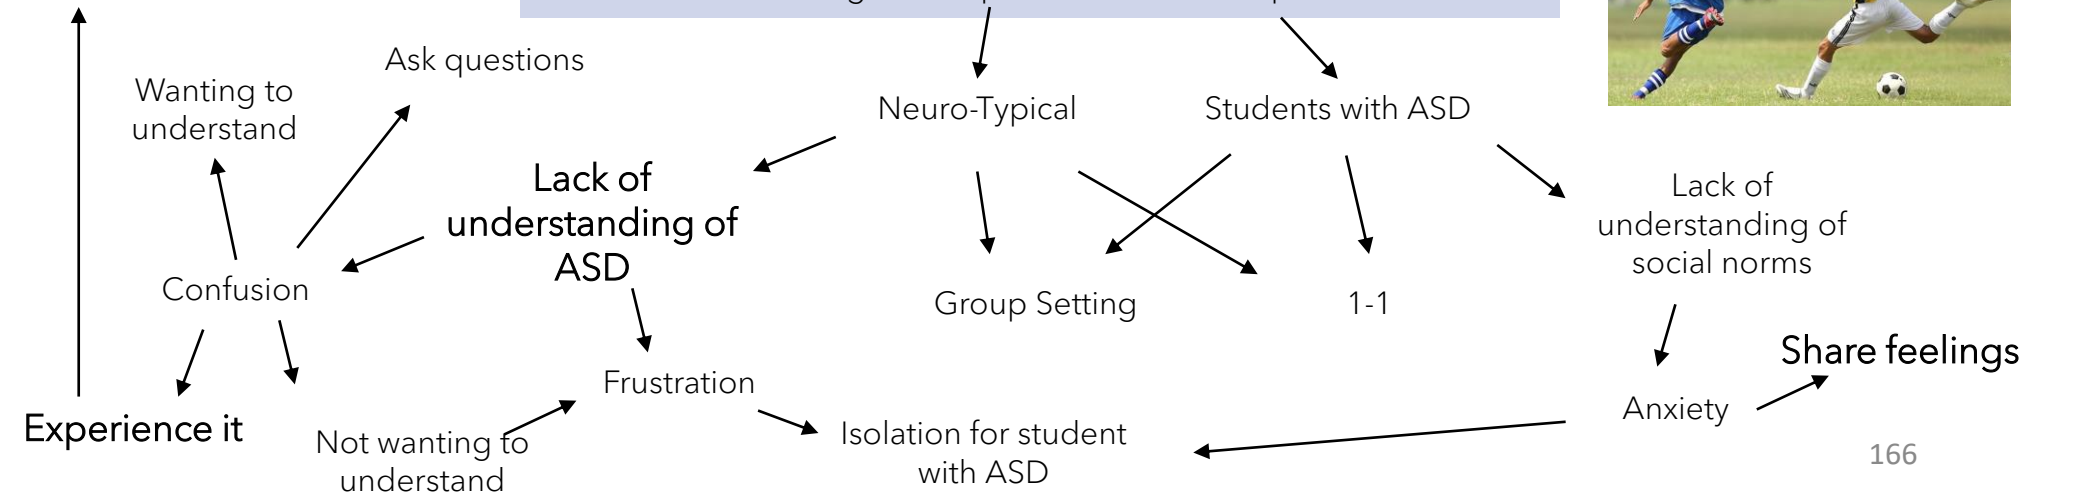 Ask questions
Wanting to
understand
Neuro-Typical
Students with ASD
Lack of
understanding of
ASD
Lack of
understanding of
social norms
Confusion
Group Setting
1-1
Share feelings
Frustration
Anxiety
Experience it
Not wanting to
understand
Isolation for student
with ASD
166